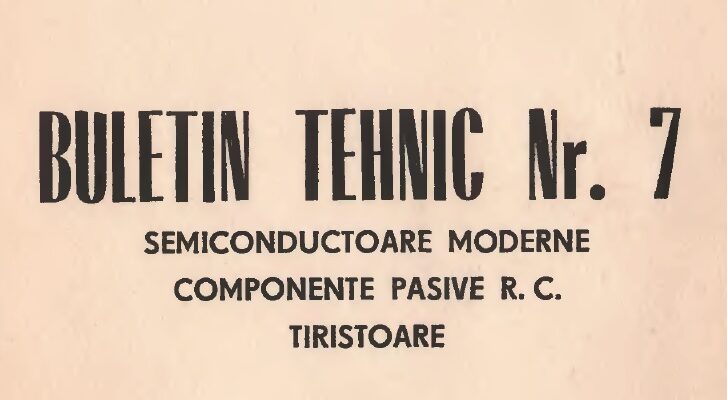 BULETIN TEHNIC Nr. 7
SEMICONDUCTOARE MODERNE
COMPONENTE PASIVE R. C.
TIRISTOARE